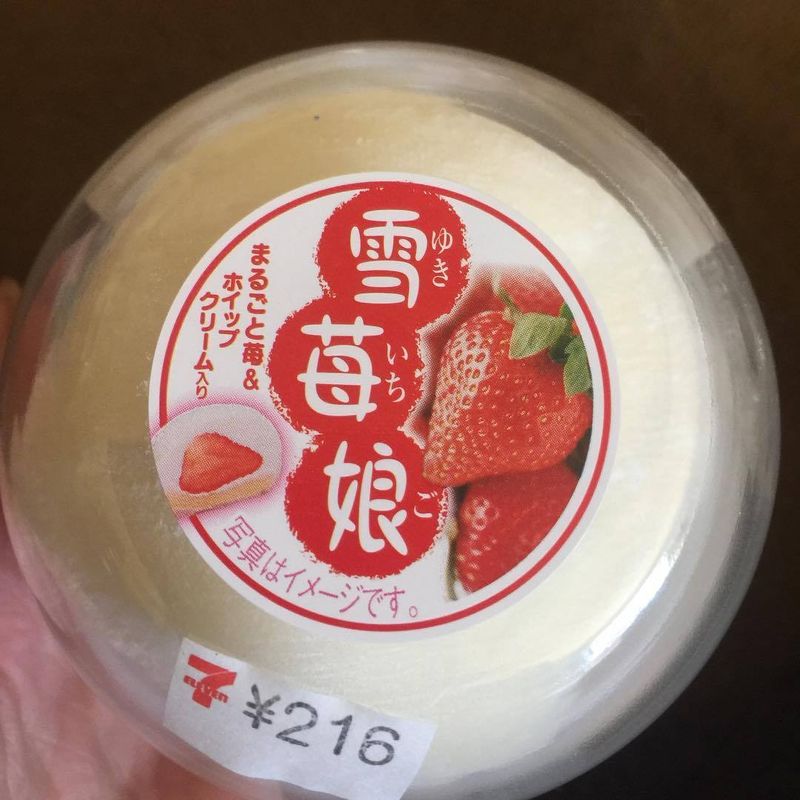 雪苺娘
ゆきいちご
まるごと苺&
ホイップ
クリーム入り
写真はイメージです。
7
ELEVEN
¥216